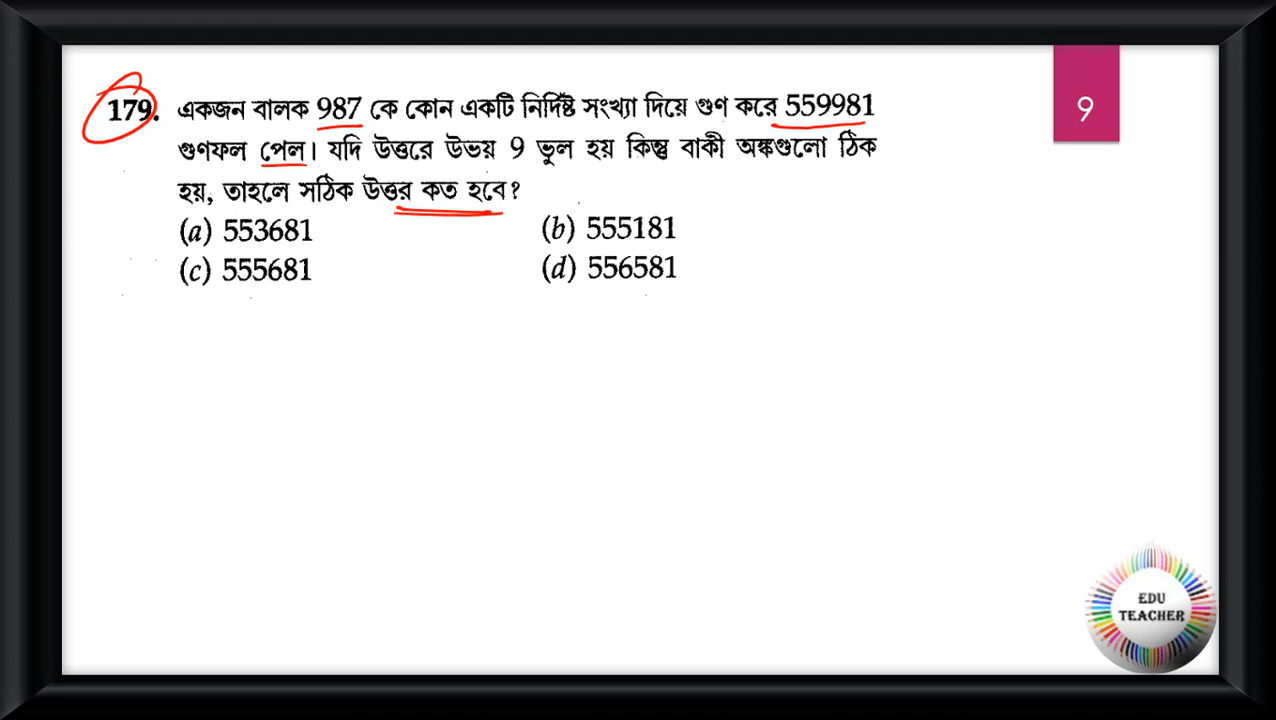 179. একজন বালক 987 কে কোন একটি নির্দিষ্ট সংখ্যা দিয়ে গুণ করে 559981
গুণফল পেল। যদি উত্তরে উভয় 9 ভুল হয় কিন্তু বাকী অঙ্কগুলো ঠিক
হয়, তাহলে সঠিক উত্তর কত হবে?
(a) 553681 (b) 555181
(c) 555681 (d) 556581
9
EDU
TEACHER